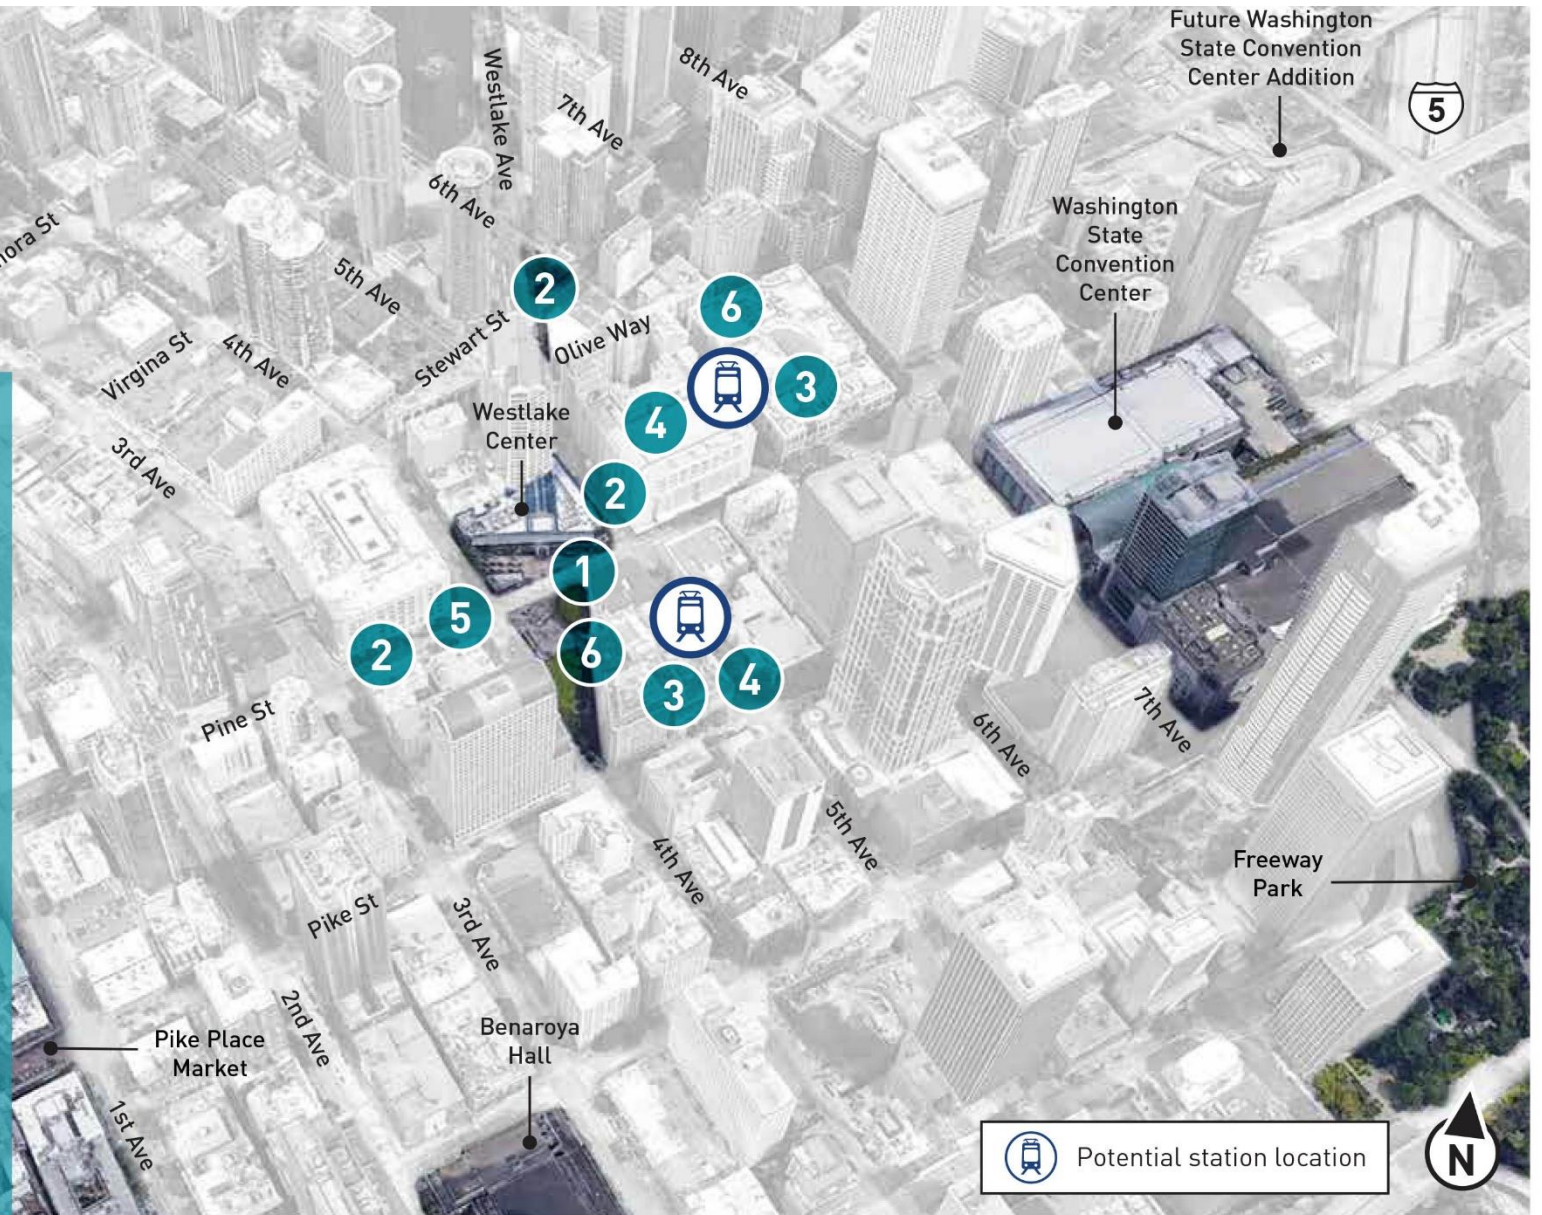 Future Washington
State Convention
Center Addition
5
8th Ave
Westlake Ave
7th Ave
6th Ave
Washington
State
Convention
Center
5th Ave
2
6
Stewart St
Olive Way
Virgina St
4th Ave
3
4
Westlake
Center
3rd Ave
2
1
5
6
2
4
3
Pine St
7th Ave
6th Ave
5th Ave
4th Ave
Freeway
Park
Pike St
3rd Ave
2nd Ave
Pike Place
Market
Benaroya
Hall
1st Ave
Potential station location
N